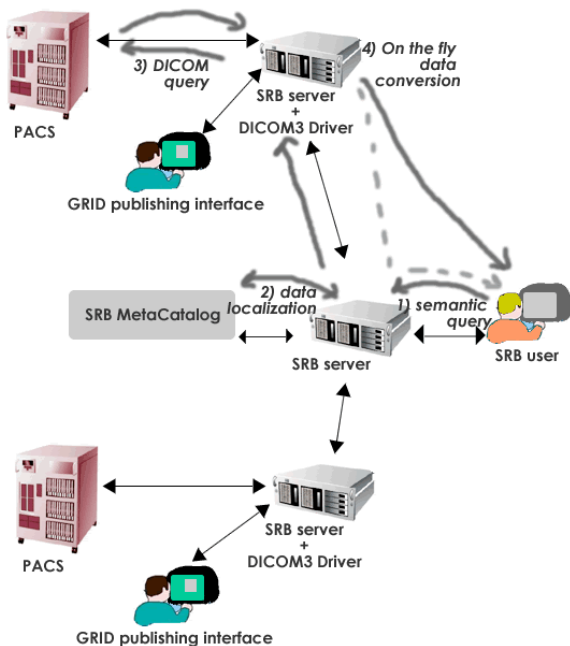 4) On the fly
data
conversion
3) DICOM
query
PACS
SRB server
+
DICOM3 Driver
GRID publishing interface
2) data
localization
1) semantic
query
SRB MetaCatalog
SRB server
SRB user
PACS
SRB server
+
DICOM3 Driver
GRID publishing interface